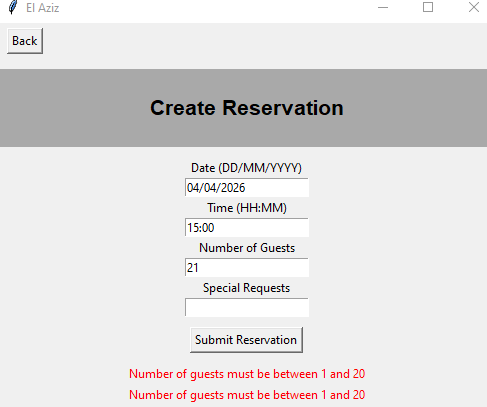 El Aziz
Back
Create Reservation
Date (DD/MM/YYYY)
04/04/2026
Time (HH:MM)
15:00
Number of Guests
21
Special Requests
Submit Reservation
Number of guests must be between 1 and 20
Number of guests must be between 1 and 20